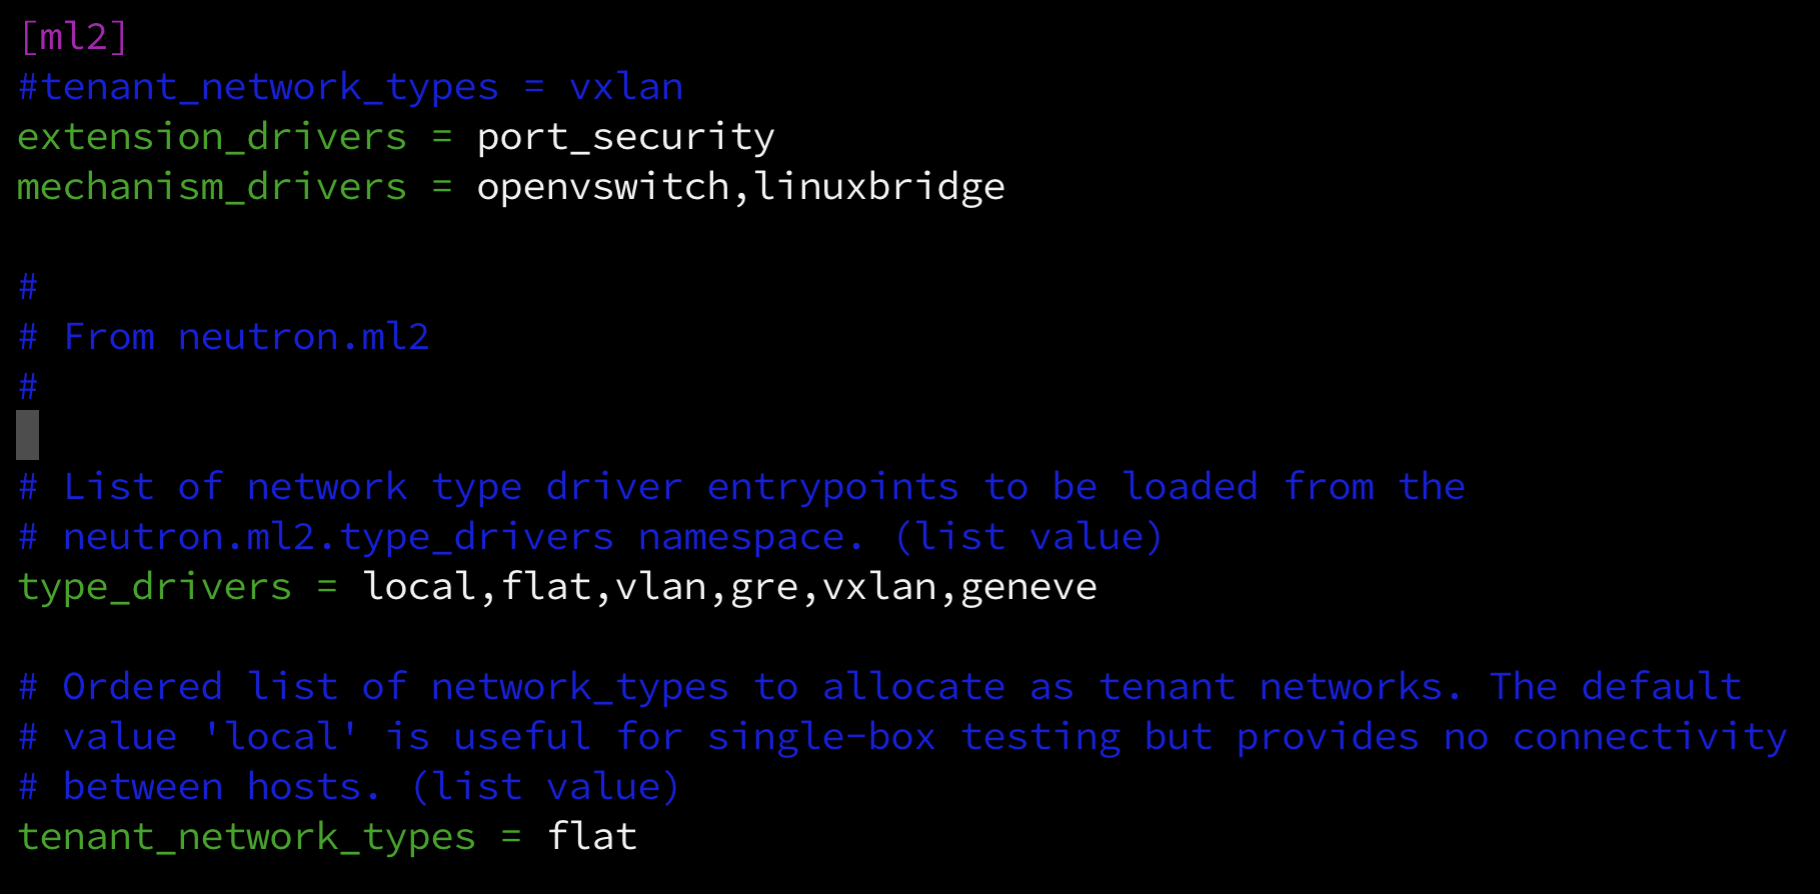 [ml2]
#tenant_network_types = vxlan
extension_drivers = port_security
mechanism_drivers = openvswitch,linuxbridge
#
# From neutron.ml2
#
# List of network type driver entrypoints to be loaded from the
# neutron.ml2.type_drivers namespace. (list value)
type_drivers = local,flat,vlan,gre,vxlan,geneve
# Ordered list of network_types to allocate as tenant networks. The default
# value 'local' is useful for single-box testing but provides no connectivity
# between hosts. (list value)
tenant_network_types = flat